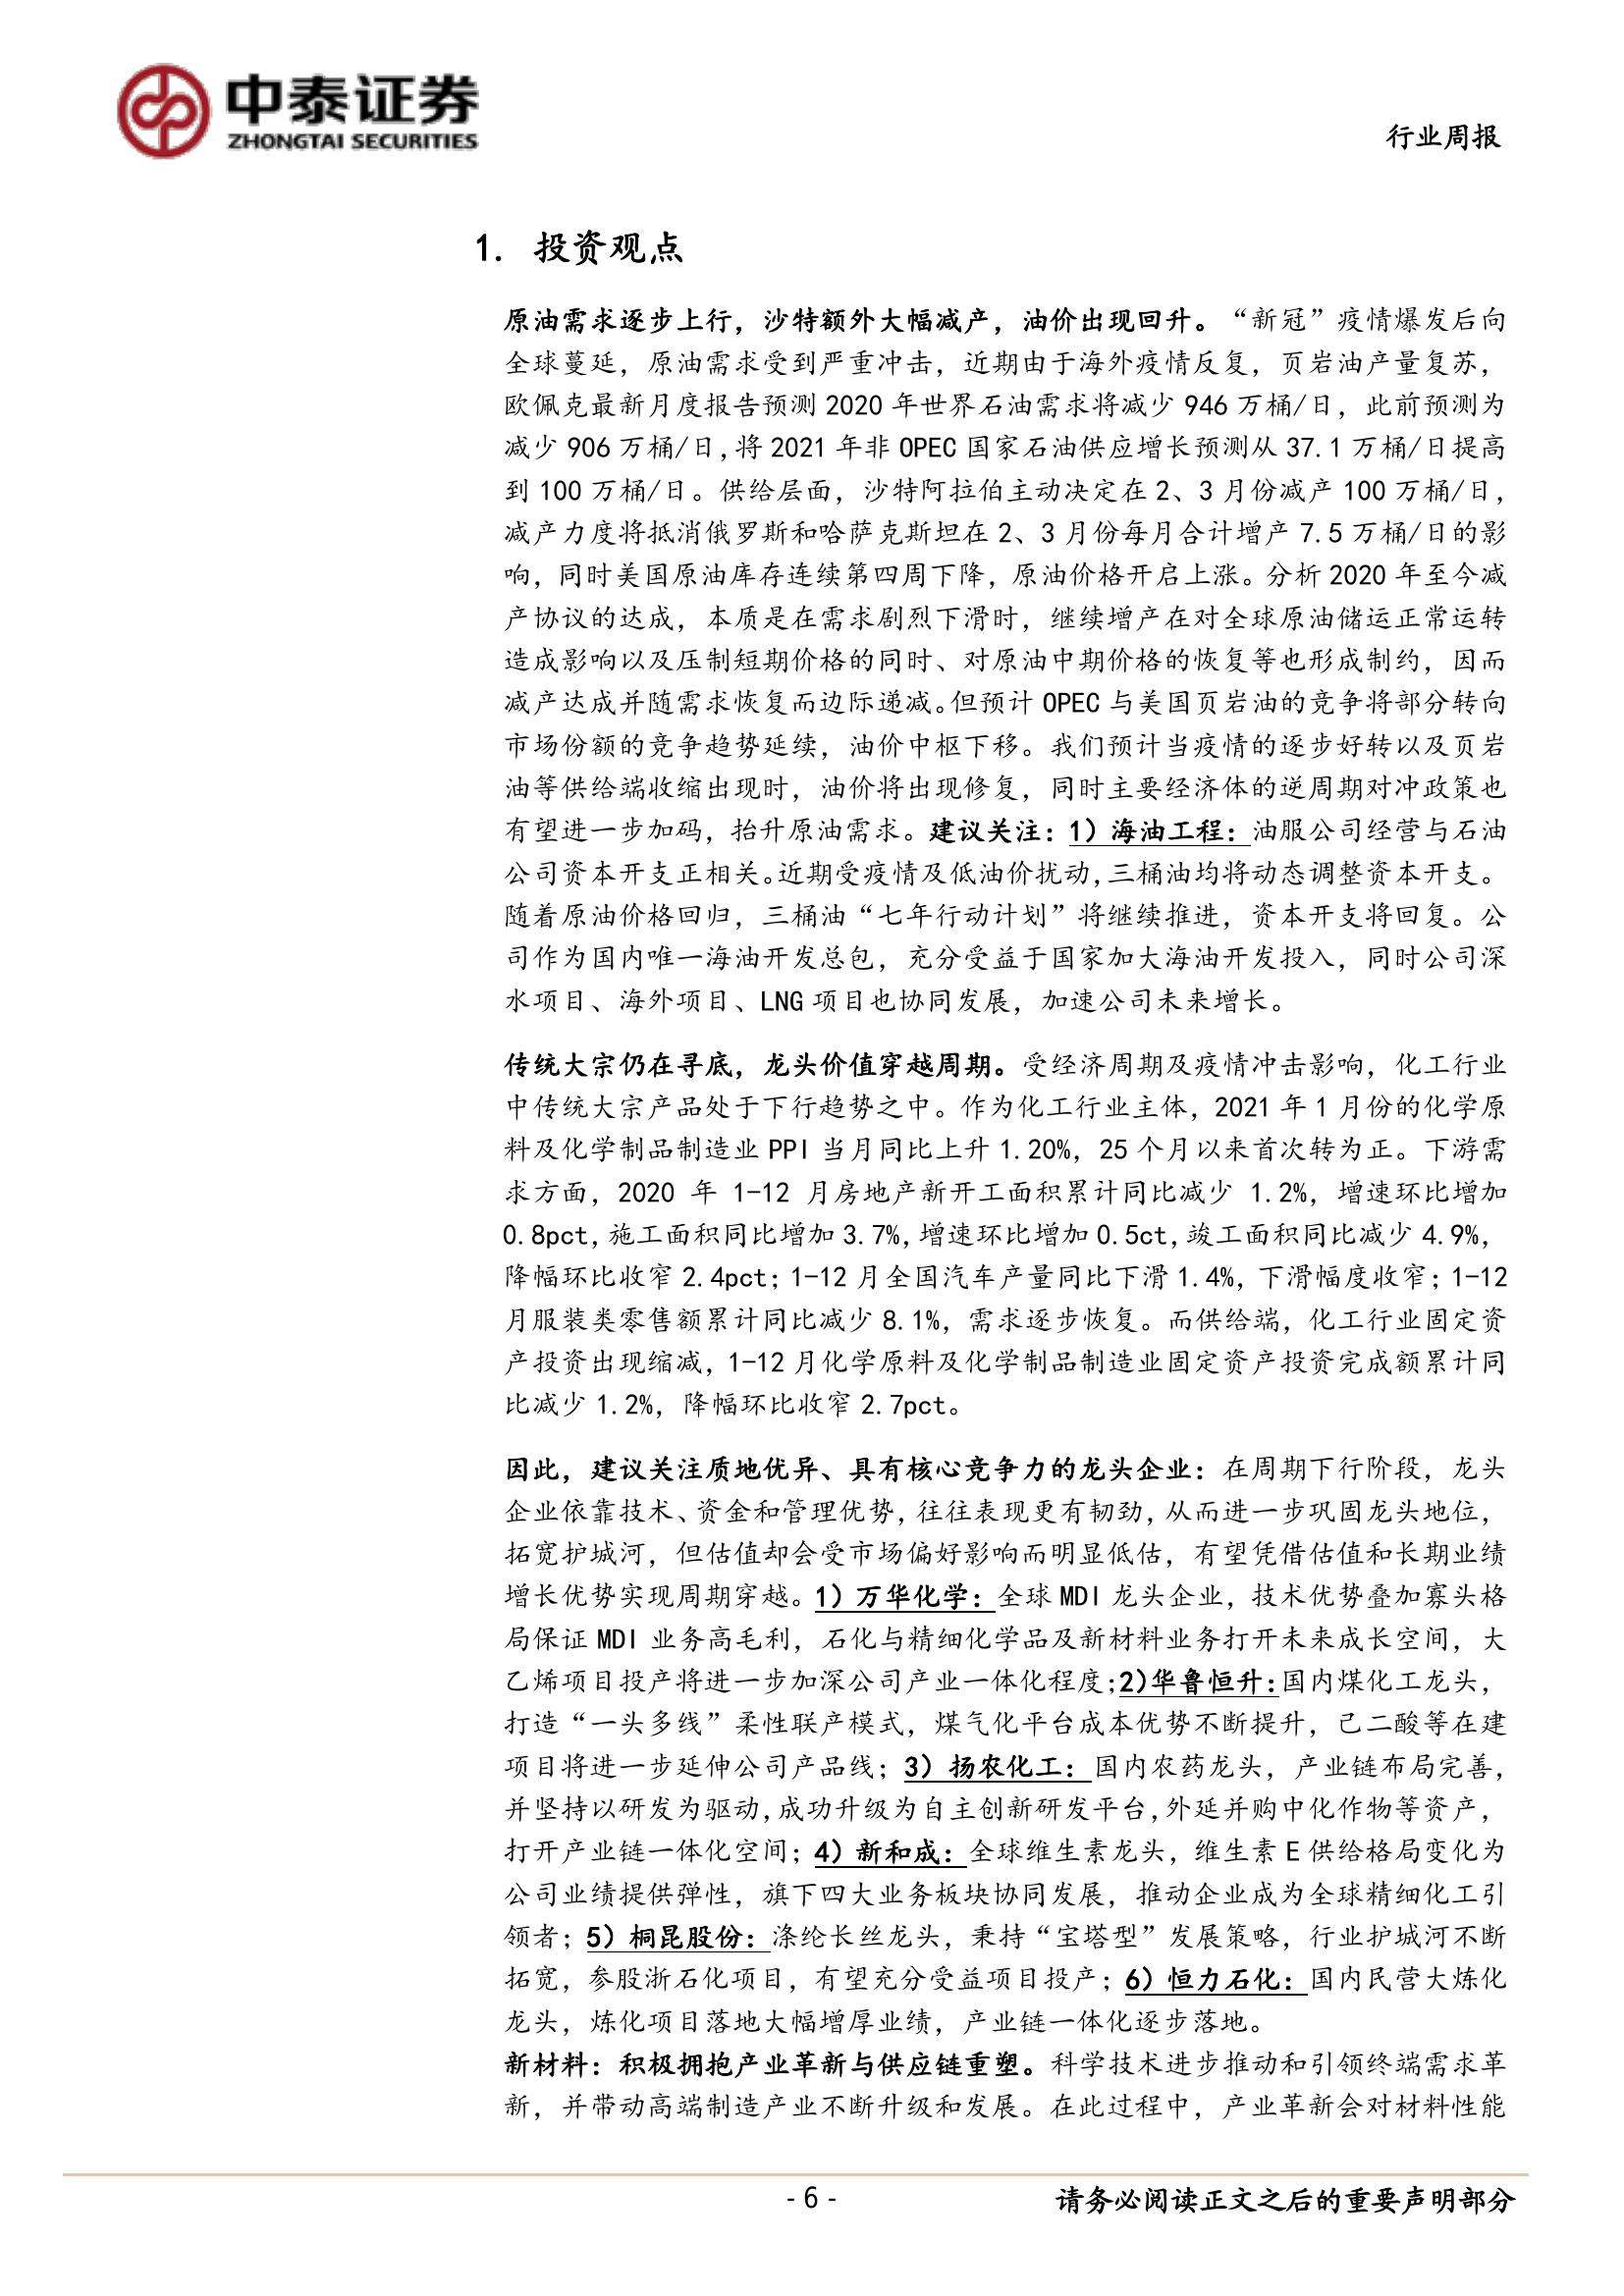 中泰证券
ZHONGTAI SECURITIES
行业周报
1. 投资观点
原油需求逐步上行，沙特额外大幅减产，油价出现回升。“新冠”疫情爆发后向
全球蔓延，原油需求受到严重冲击，近期由于海外疫情反复，页岩油产量复苏，
欧佩克最新月度报告预测 2020 年世界石油需求将减少 946 万桶/日，此前预测为
减少 906 万桶/日，将 2021 年非 OPEC 国家石油供应增长预测从 37.1 万桶/日提高
到 100 万桶/日。供给层面，沙特阿拉伯主动决定在 2、3 月份减产 100 万桶/日，
减产力度将抵消俄罗斯和哈萨克斯坦在 2、3 月份每月合计增产 7.5 万桶/日的影
响，同时美国原油库存连续第四周下降，原油价格开启上涨。分析 2020 年至今减
产协议的达成，本质是在需求剧烈下滑时，继续增产在对全球原油储运正常运转
造成影响以及压制短期价格的同时、对原油中期价格的恢复等也形成制约，因而
减产达成并随需求恢复而边际递减。但预计 OPEC 与美国页岩油的竞争将部分转向
市场份额的竞争趋势延续，油价中枢下移。我们预计当疫情的逐步好转以及页岩
油等供给端收缩出现时，油价将出现修复，同时主要经济体的逆周期对冲政策也
有望进一步加码，抬升原油需求。建议关注：1）海油工程：油服公司经营与石油
公司资本开支正相关。近期受疫情及低油价扰动，三桶油均将动态调整资本开支。
随着原油价格回归，三桶油“七年行动计划”将继续推进，资本开支将回复。公
司作为国内唯一海油开发总包，充分受益于国家加大海油开发投入，同时公司深
水项目、海外项目、LNG 项目也协同发展，加速公司未来增长。
传统大宗仍在寻底，龙头价值穿越周期。受经济周期及疫情冲击影响，化工行业
中传统大宗产品处于下行趋势之中。作为化工行业主体，2021 年 1 月份的化学原
料及化学制品制造业 PPI 当月同比上升 1.20%，25 个月以来首次转为正。下游需
求方面，2020 年 1-12 月房地产新开工面积累计同比减少 1.2%，增速环比增加
0.8pct，施工面积同比增加 3.7%，增速环比增加 0.5ct，竣工面积同比减少 4.9%，
降幅环比收窄 2.4pct；1-12 月全国汽车产量同比下滑 1.4%，下滑幅度收窄；1-12
月服装类零售额累计同比减少 8.1%，需求逐步恢复。而供给端，化工行业固定资
产投资出现缩减，1-12 月化学原料及化学制品制造业固定资产投资完成额累计同
比减少 1.2%，降幅环比收窄 2.7pct。
因此，建议关注质地优异、具有核心竞争力的龙头企业：在周期下行阶段，龙头
企业依靠技术、资金和管理优势，往往表现更有韧劲，从而进一步巩固龙头地位，
拓宽护城河，但估值却会受市场偏好影响而明显低估，有望凭借估值和长期业绩
增长优势实现周期穿越。1）万华化学：全球 MDI 龙头企业，技术优势叠加寡头格
局保证 MDI 业务高毛利，石化与精细化学品及新材料业务打开未来成长空间，大
乙烯项目投产将进一步加深公司产业一体化程度;2)华鲁恒升:国内煤化工龙头，
打造“一头多线”柔性联产模式，煤气化平台成本优势不断提升，己二酸等在建
项目将进一步延伸公司产品线；3）扬农化工：国内农药龙头，产业链布局完善，
并坚持以研发为驱动，成功升级为自主创新研发平台，外延并购中化作物等资产，
打开产业链一体化空间；4）新和成：全球维生素龙头，维生素 E 供给格局变化为
公司业绩提供弹性，旗下四大业务板块协同发展，推动企业成为全球精细化工引
领者；5）桐昆股份：涤纶长丝龙头，秉持“宝塔型”发展策略，行业护城河不断
拓宽，参股浙石化项目，有望充分受益项目投产；6）恒力石化：国内民营大炼化
龙头，炼化项目落地大幅增厚业绩，产业链一体化逐步落地。
新材料：积极拥抱产业革新与供应链重塑。科学技术进步推动和引领终端需求革
新，并带动高端制造产业不断升级和发展。在此过程中，产业革新会对材料性能
- 6 -
请务必阅读正文之后的重要声明部分